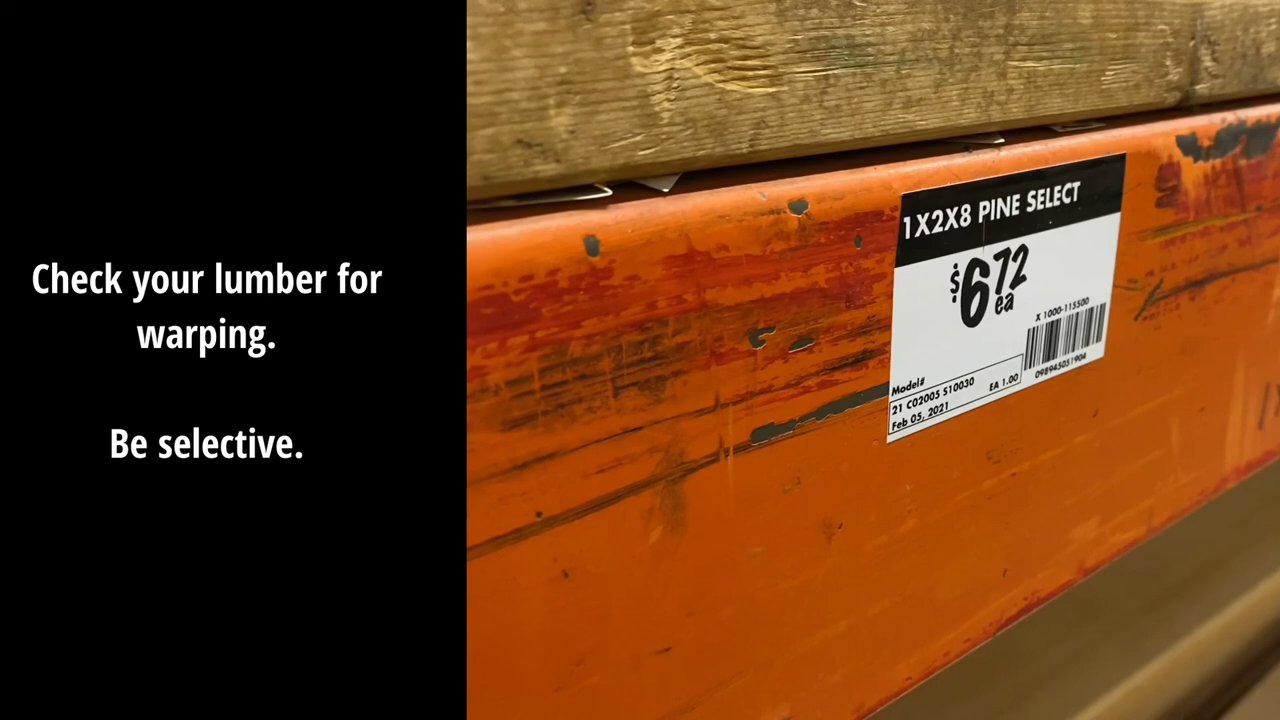 Check your lumber for
warping.
Be selective.
1X2X8 PINE SELECT
$6 72
ea
X 1000-115500
098945051904
Model#
21 C02005 S10030 EA 1.00
Feb 05, 2021